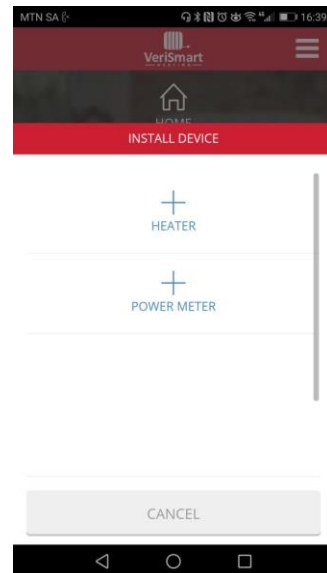 MTN SA 16:39
VeriSmart
HOME
INSTALL DEVICE
HEATER
POWER METER
CANCEL